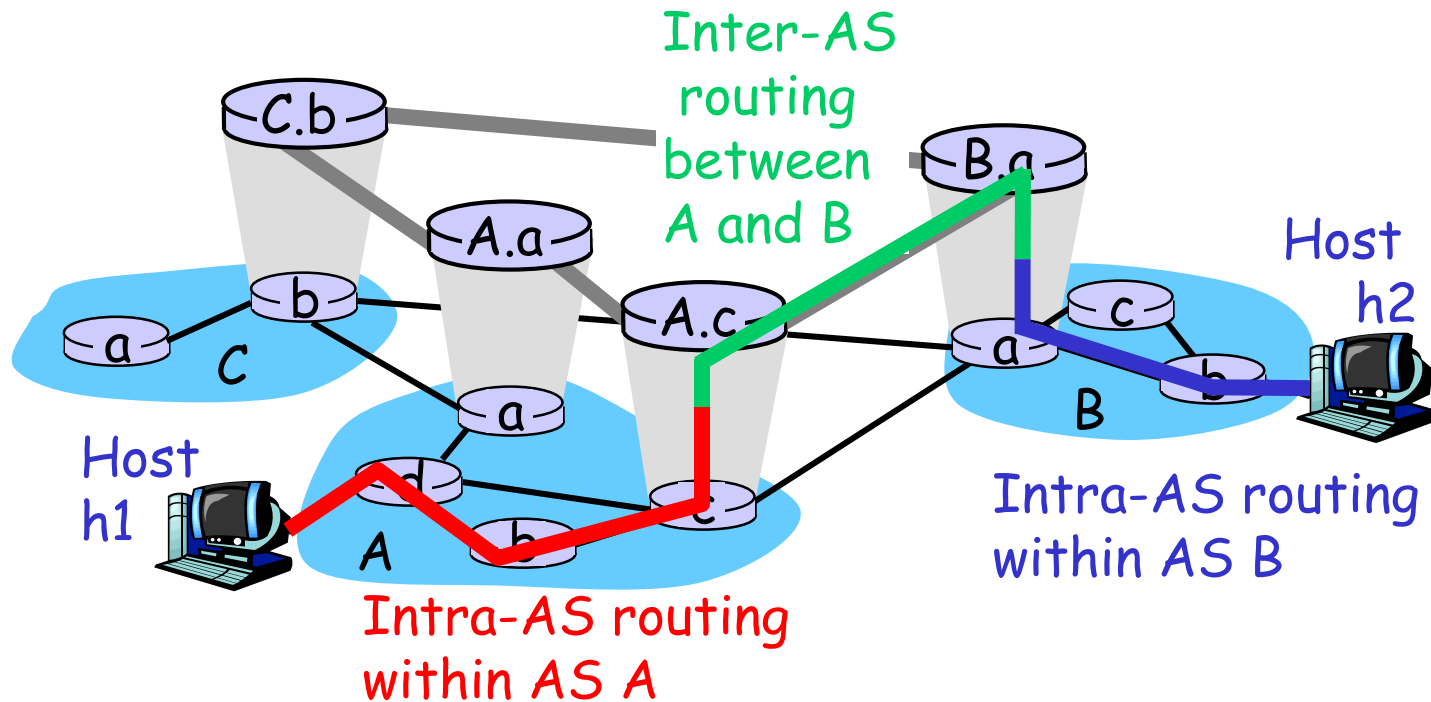 Inter-AS
routing
between
A and B
C.b
B.a
A.a
Host
h2
A.c
b
c
a
a
C
b
a
B
Host
h1
d
c
b
A
Intra-AS routing
within AS B
Intra-AS routing
within AS A